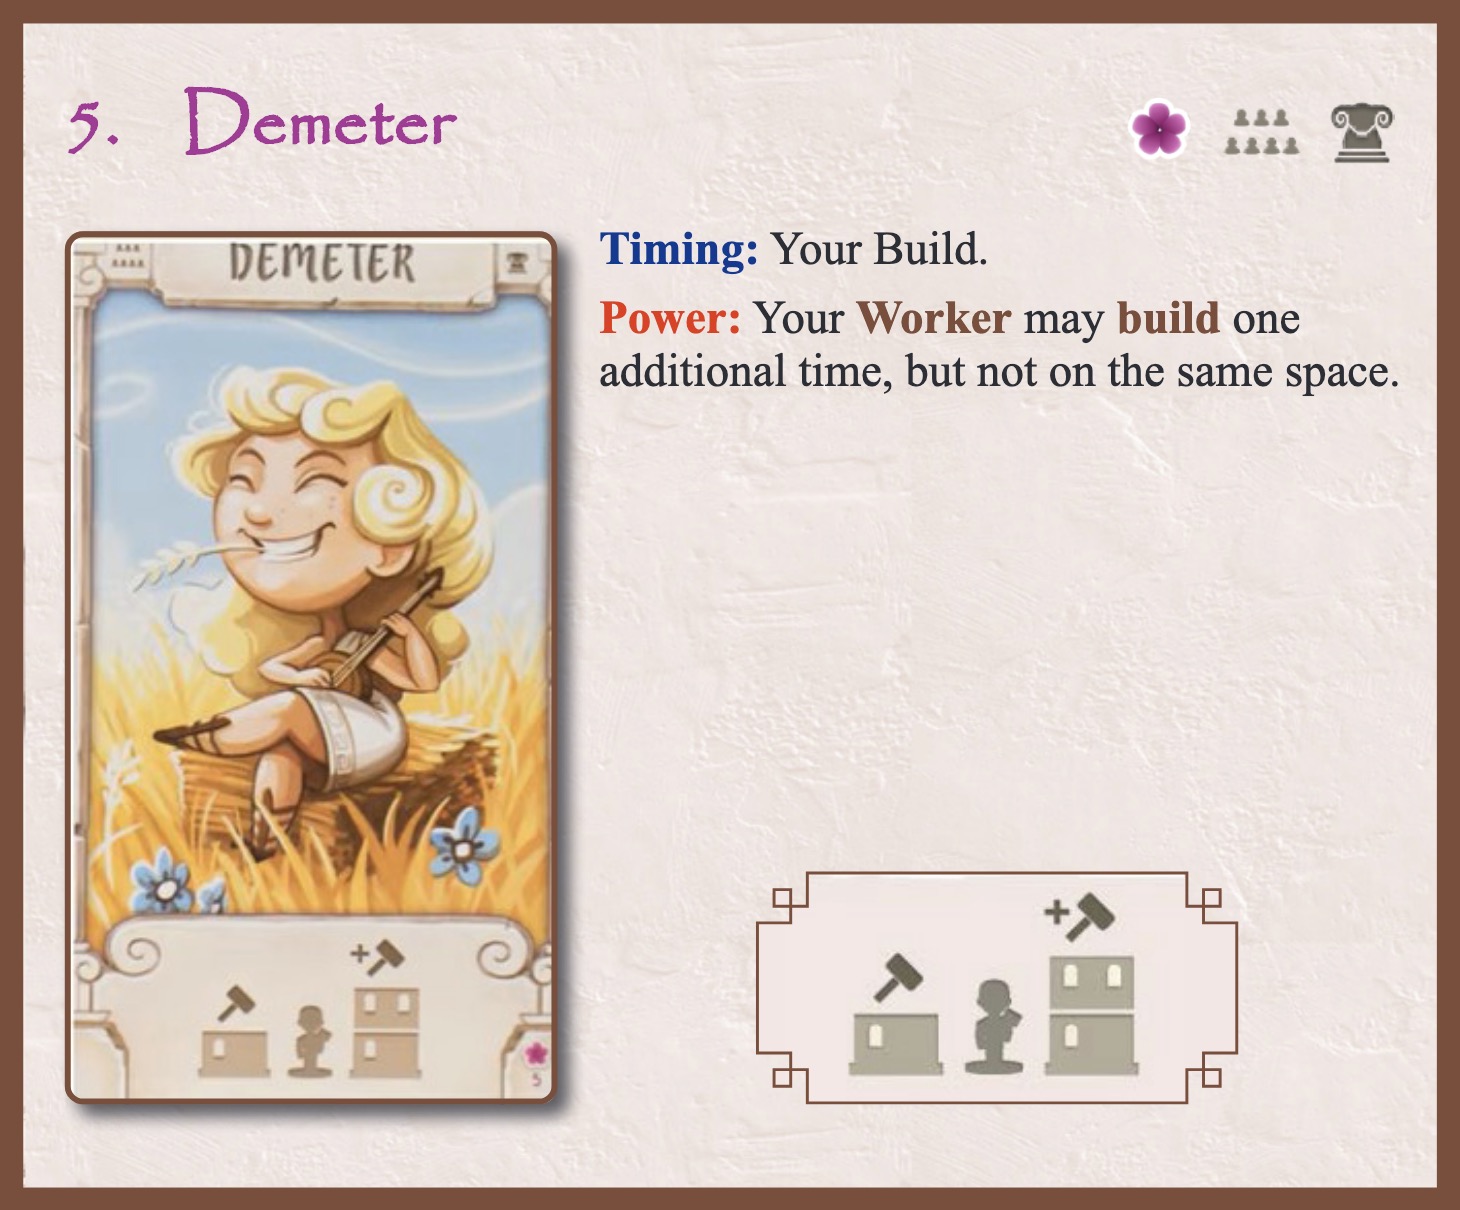 5. Demeter
DEMETER
Timing: Your Build.
Power: Your Worker may build one
additional time, but not on the same space.
+
+
5